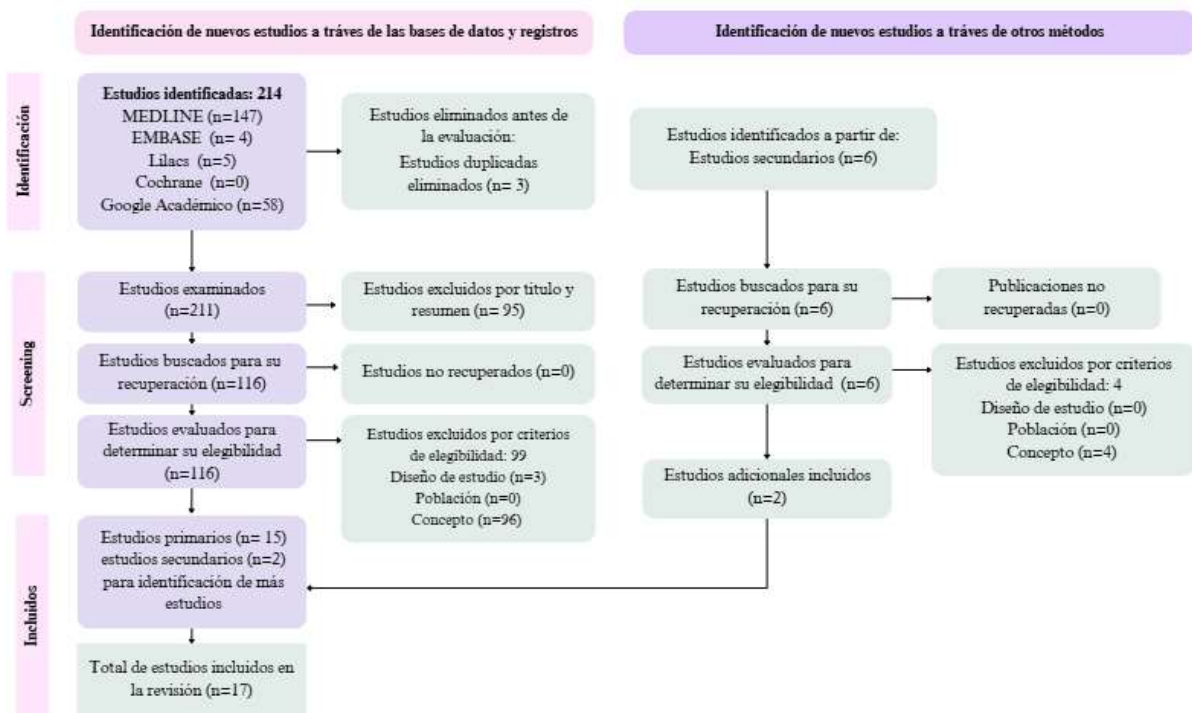 Identificación de nuevos estudios a tráves de las bases de datos y registros
Identificación de nuevos estudios a tráves de otros métodos
Identificación
Estudios identificadas: 214
MEDLINE (n=147)
EMBASE (n= 4)
Lilacs (n=5)
Cochrane (n=0)
Google Académico (n=58)
Estudios eliminados antes de
la evaluación:
Estudios duplicadas
eliminados (n= 3)
Estudios identificados a partir de:
Estudios secundarios (n=6)
Screening
Estudios examinados
(n=211)
Estudios excluidos por titulo y
resumen (n= 95)
Estudios buscados para su
recuperación (n=6)
Publicaciones no
recuperadas (n=0)
Estudios buscados para su
recuperación (n=116)
Estudios no recuperados (n=0)
Estudios evaluados para
determinar su elegibilidad (n=6)
Estudios excluidos por criterios
de elegibilidad: 4
Diseño de estudio (n=0)
Población (n=0)
Concepto (n=4)
Estudios evaluados para
determinar su elegibilidad
(n=116)
Estudios excluidos por criterios
de elegibilidad: 99
Diseño de estudio (n=3)
Población (n=0)
Concepto (n=96)
Estudios adicionales incluidos
(n=2)
Incluidos
Estudios primarios (n= 15)
estudios secundarios (n=2)
para identificación de más
estudios
Total de estudios incluidos en
la revisión (n=17)